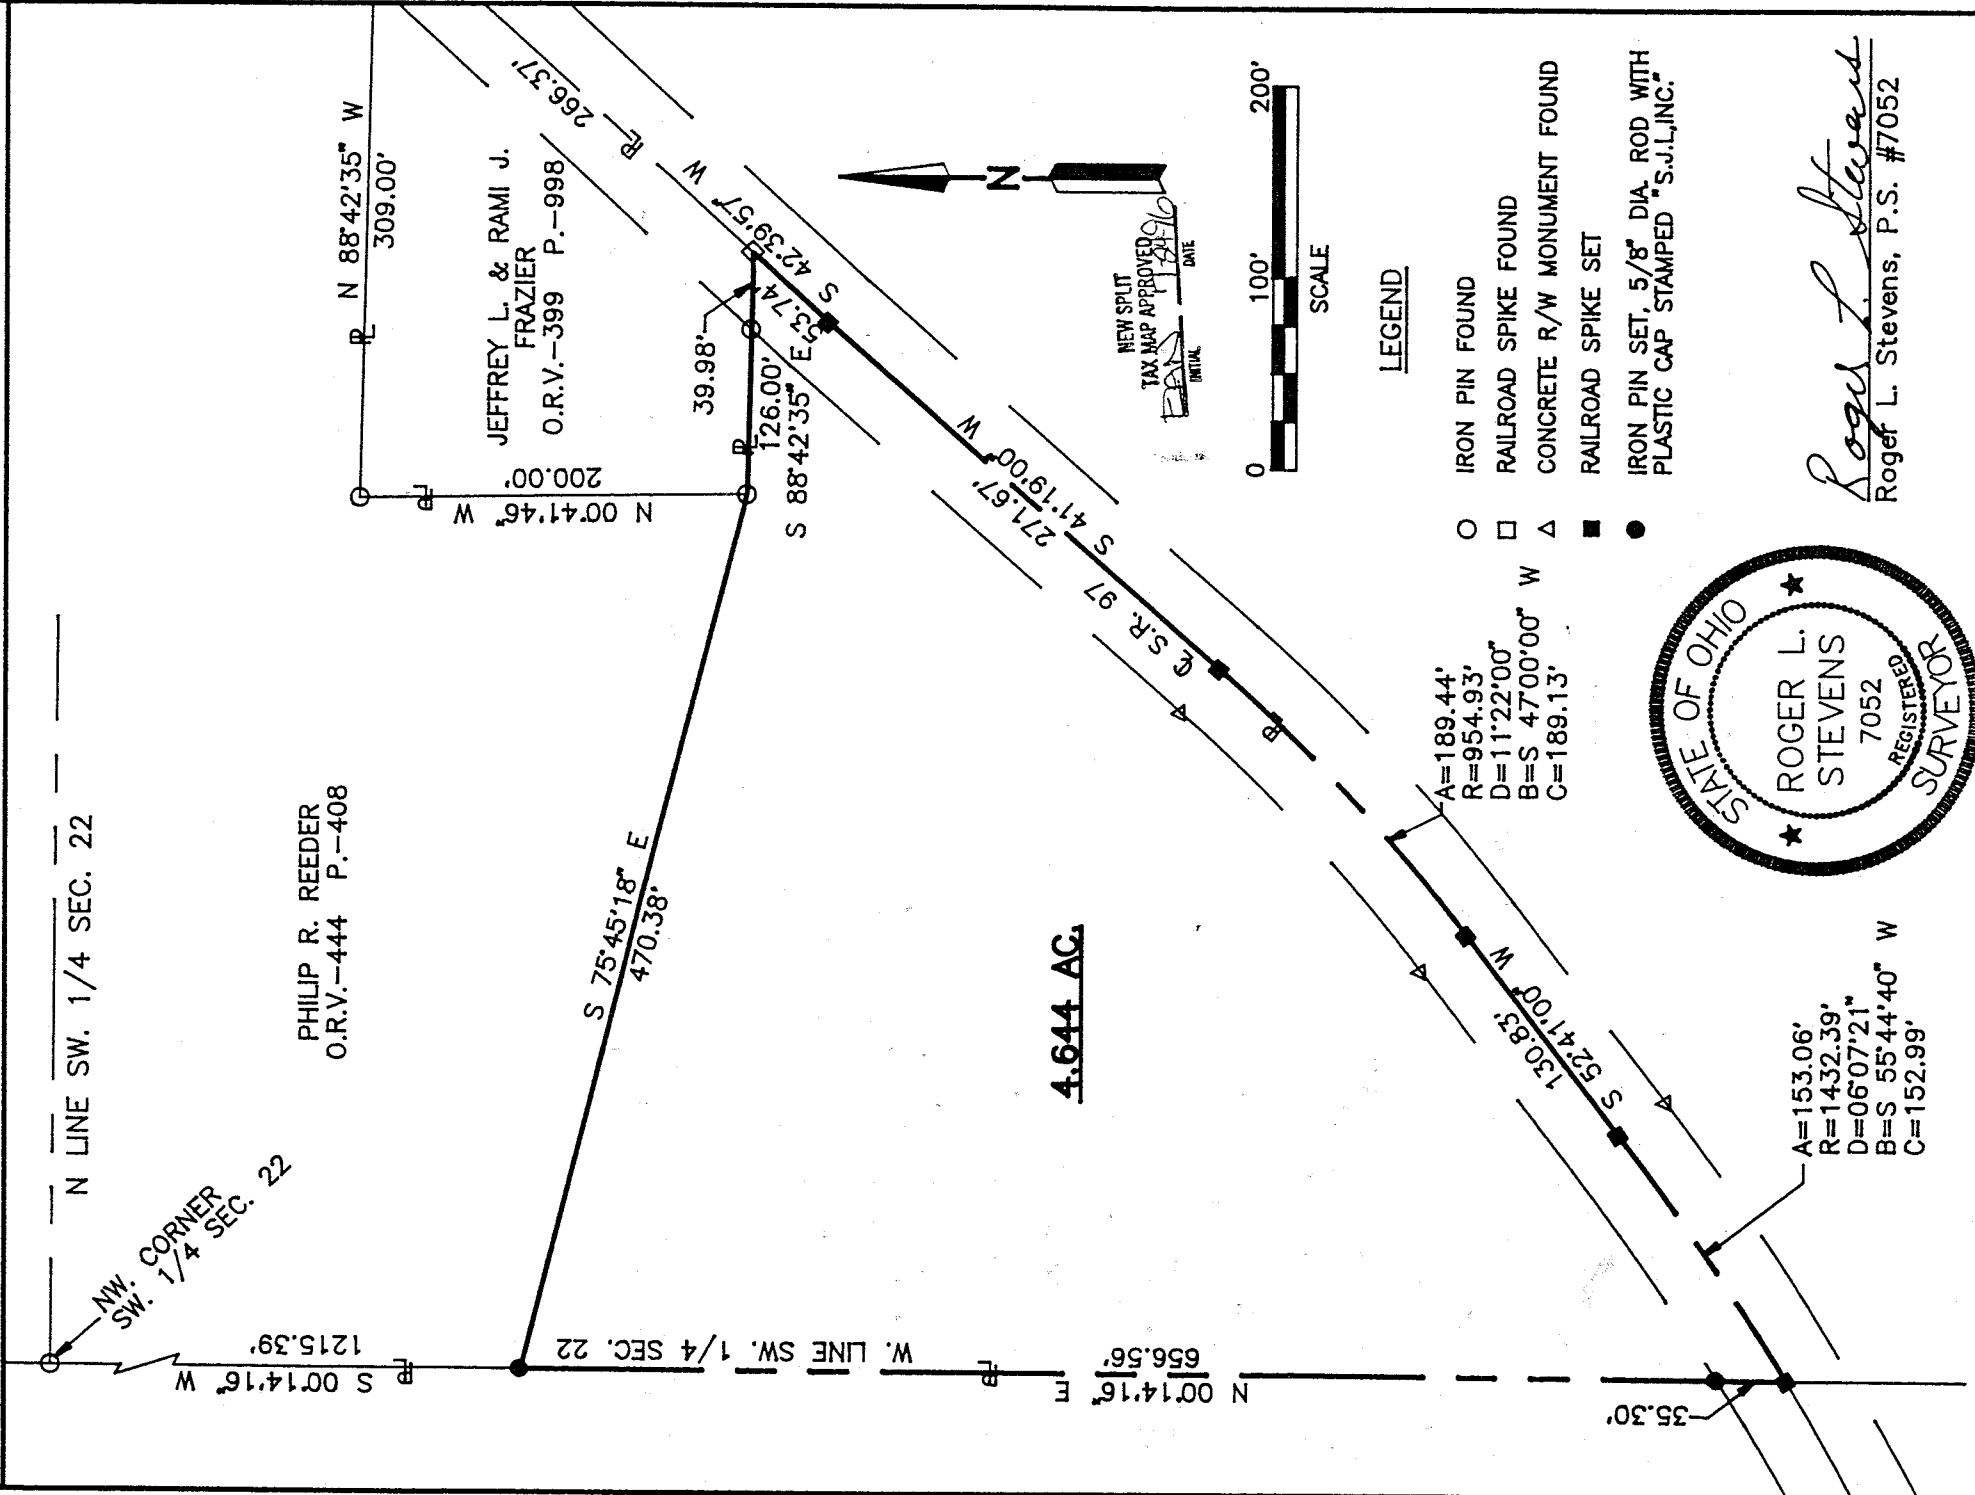 N LINE SW. 1/4 SEC. 22
NW. CORNER
SW. 1/4 SEC. 22
S 00°14'16" W
1215.39'
PHILIP R. REEDER
O.R.V.-444 P.-408
N 88°42'35" W
309.00'
JEFFREY L. & RAMI J.
FRAZIER
O.R.V.-399 P.-998
N 00°41'46" W
200.00'
266.37'
PL
39.98'
126.00'
S 88°42'35" E
S 42°39'57" W
53.74'
S 75°45'18" E
470.38'
W. LINE SW. 1/4 SEC. 22
N 00°14'16" E
656.56'
35.30'
4.644 AC.
S 41°19'00" W
271.67'
℄ S.R. 97
A=189.44'
R=954.93'
D=11°22'00"
B=S 47°00'00" W
C=189.13'
130.83'
S 52°41'00" W
A=153.06'
R=1432.39'
D=06°07'21"
B=S 55°44'40" W
C=152.99'
N
NEW SPLIT
TAX MAP APPROVED
INITIAL
DATE
0 100' 200'
SCALE
LEGEND
○ IRON PIN FOUND
□ RAILROAD SPIKE FOUND
△ CONCRETE R/W MONUMENT FOUND
■ RAILROAD SPIKE SET
● IRON PIN SET, 5/8" DIA. ROD WITH
PLASTIC CAP STAMPED "S.J.L,INC."
STATE OF OHIO
ROGER L.
STEVENS
7052
REGISTERED
SURVEYOR
Roger L. Stevens
Roger L. Stevens, P.S. #7052